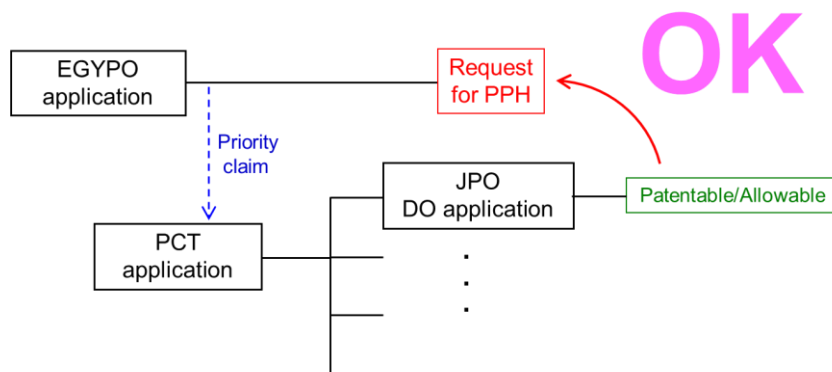 OK
EGYPO
application
Request
for PPH
Priority
claim
JPO
DO application
Patentable/Allowable
PCT
application